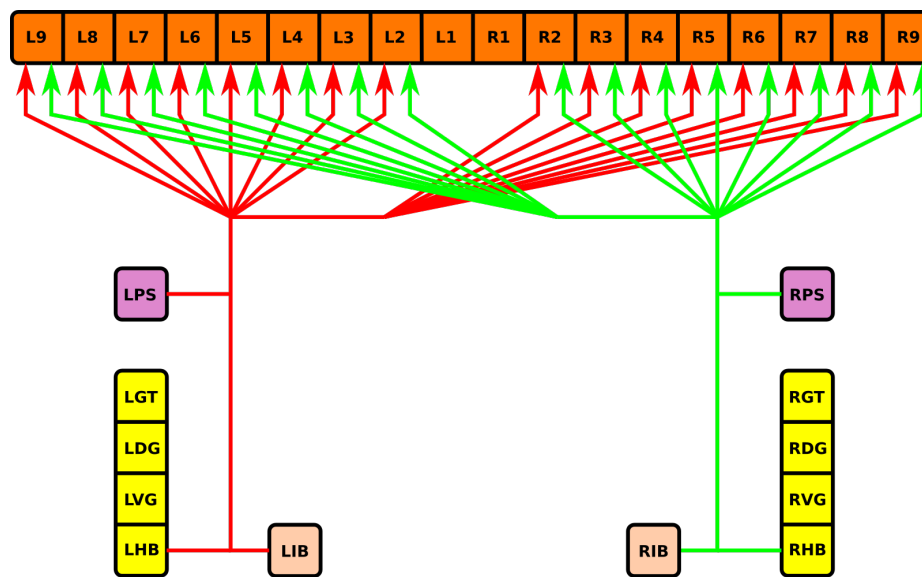 L9 L8 L7 L6 L5 L4 L3 L2 L1 R1 R2 R3 R4 R5 R6 R7 R8 R9
LPS RPS
LGT RGT
LDG RDG
LVG RVG
LHB LIB RIB RHB